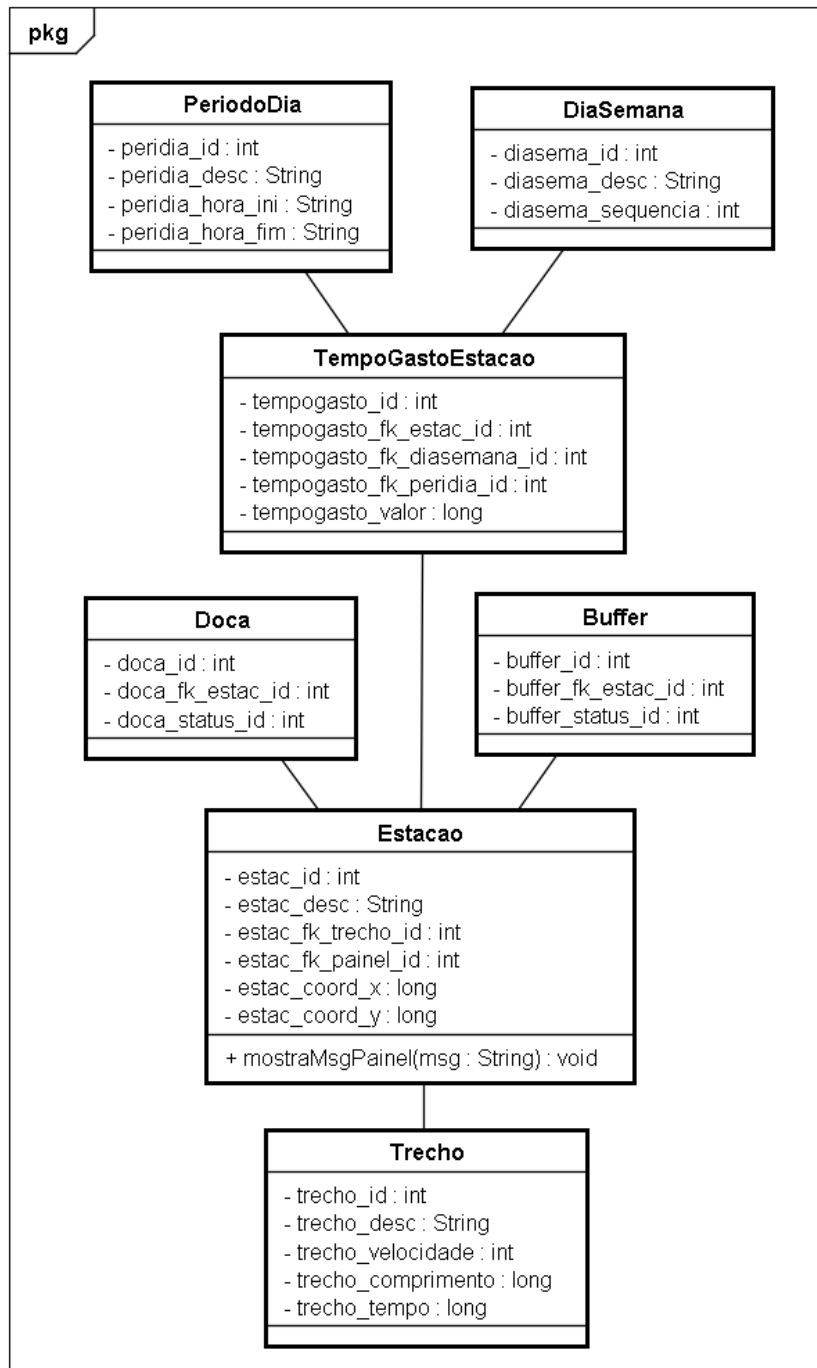 pkg
PeriodoDia
- peridia_id : int
- peridia_desc : String
- peridia_hora_ini : String
- peridia_hora_fim : String
DiaSemana
- diasema_id : int
- diasema_desc : String
- diasema_sequencia : int
TempoGastoEstacao
- tempogasto_id : int
- tempogasto_fk_estac_id : int
- tempogasto_fk_diasemana_id : int
- tempogasto_fk_peridia_id : int
- tempogasto_valor : long
Doca
- doca_id : int
- doca_fk_estac_id : int
- doca_status_id : int
Buffer
- buffer_id : int
- buffer_fk_estac_id : int
- buffer_status_id : int
Estacao
- estac_id : int
- estac_desc : String
- estac_fk_trecho_id : int
- estac_fk_painel_id : int
- estac_coord_x : long
- estac_coord_y : long
+ mostraMsgPainel(msg : String) : void
Trecho
- trecho_id : int
- trecho_desc : String
- trecho_velocidade : int
- trecho_comprimento : long
- trecho_tempo : long